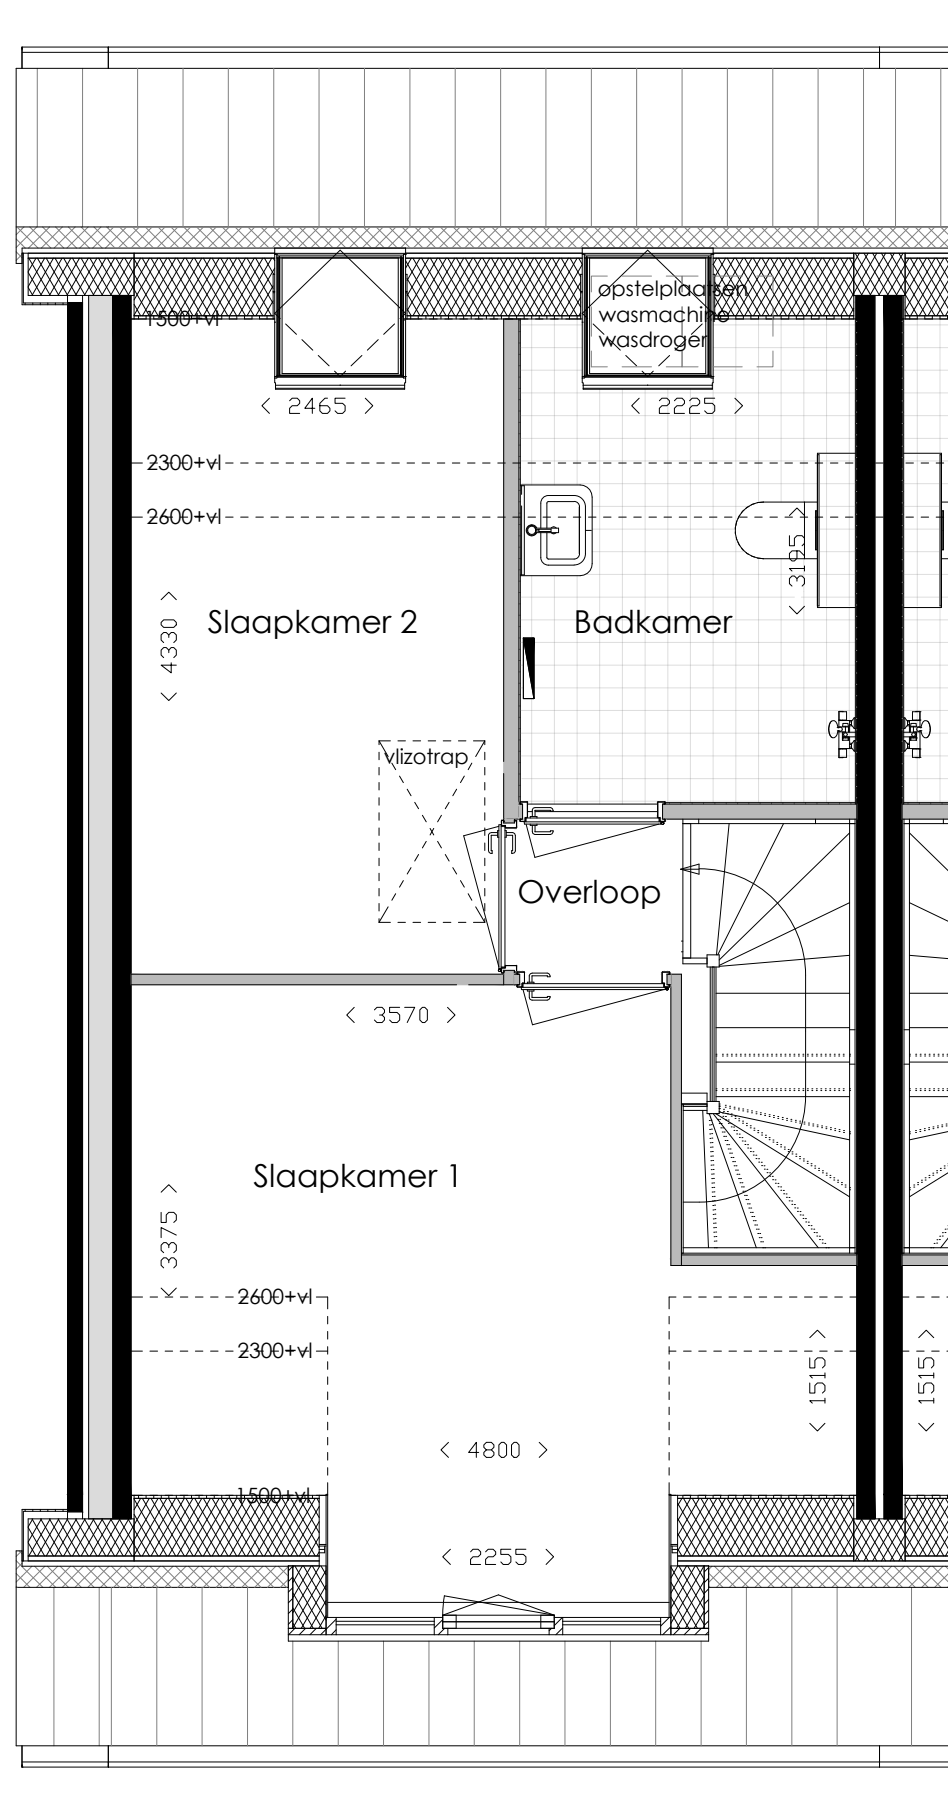 opstelplaatsen
wasmachine
wasdroger
1500+vl
< 2465 >
< 2225 >
2300+vl
2600+vl
< 3195 >
Slaapkamer 2
Badkamer
< 4330 >
vlizotrap
Overloop
< 3570 >
Slaapkamer 1
< 3375 >
2600+vl
2300+vl
< 1515 >
< 1515 >
< 4800 >
1500+vl
< 2255 >